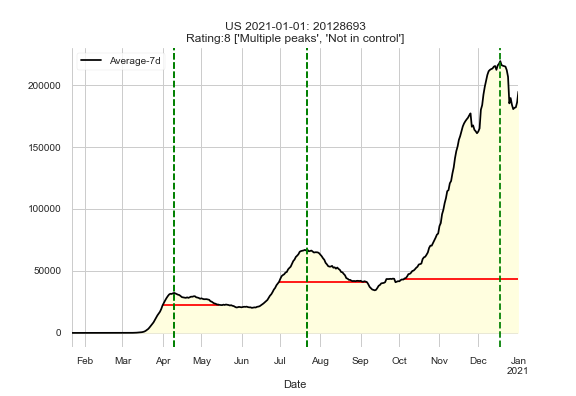 US 2021-01-01: 20128693
Rating:8 ['Multiple peaks', 'Not in control']
Average-7d
200000
150000
100000
50000
0
Feb Mar Apr May Jun Jul Aug Sep Oct Nov Dec Jan
2021
Date